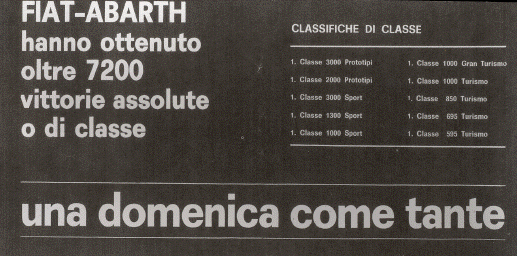 FIAT-ABARTH
hanno ottenuto
oltre 7200
vittorie assolute
o di classe
CLASSIFICHE DI CLASSE
1. Classe 3000 Prototipi
1. Classe 2000 Prototipi
1. Classe 3000 Sport
1. Classe 1300 Sport
1. Classe 1000 Sport
1. Classe 1000 Gran Turismo
1. Classe 1000 Turismo
1. Classe 850 Turismo
1. Classe 695 Turismo
1. Classe 595 Turismo
una domenica come tante